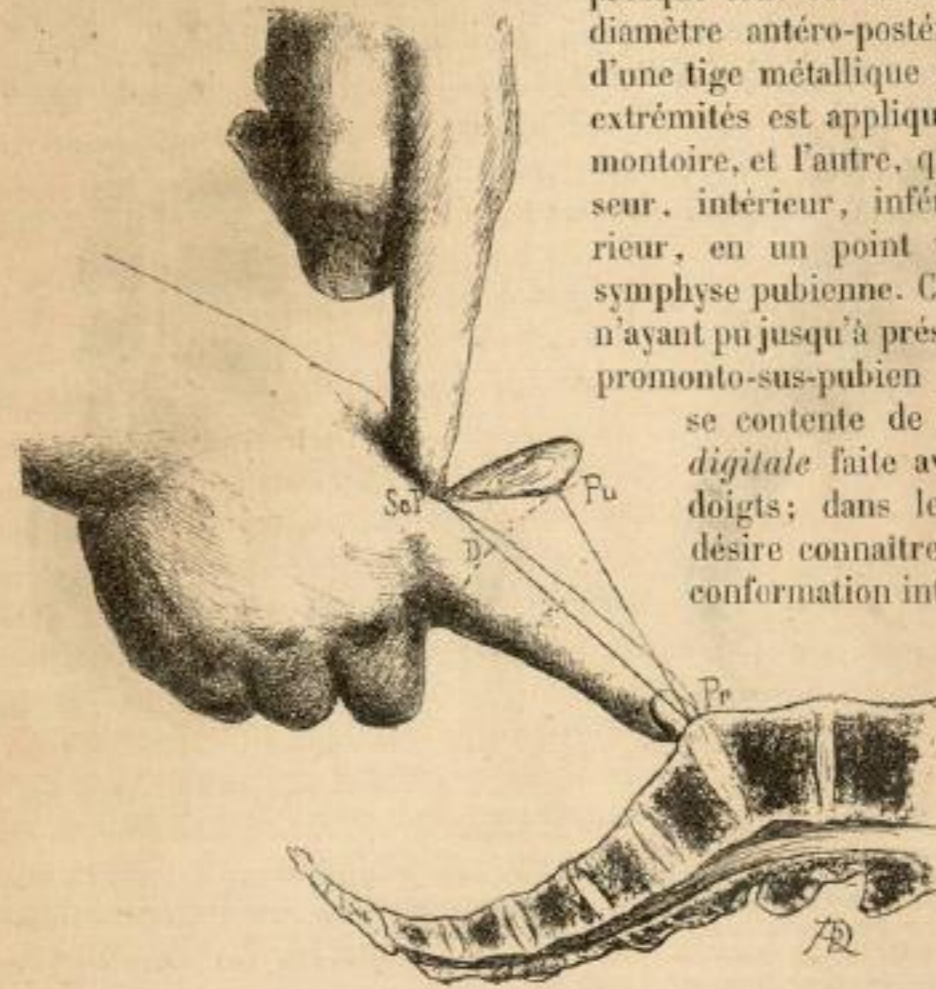 diamètre antéro-posté
d'une tige métallique
extrémités est appliqu
montoire, et l'autre, q
seur, intérieur, infé
rieur, en un point
symphyse pubienne. C
n'ayant pu jusqu'à prés
promonto-sus-pubien
se contente de
digitale faite av
doigts; dans le
désire connaître
conformation int
SsP
Pu
D
Pr